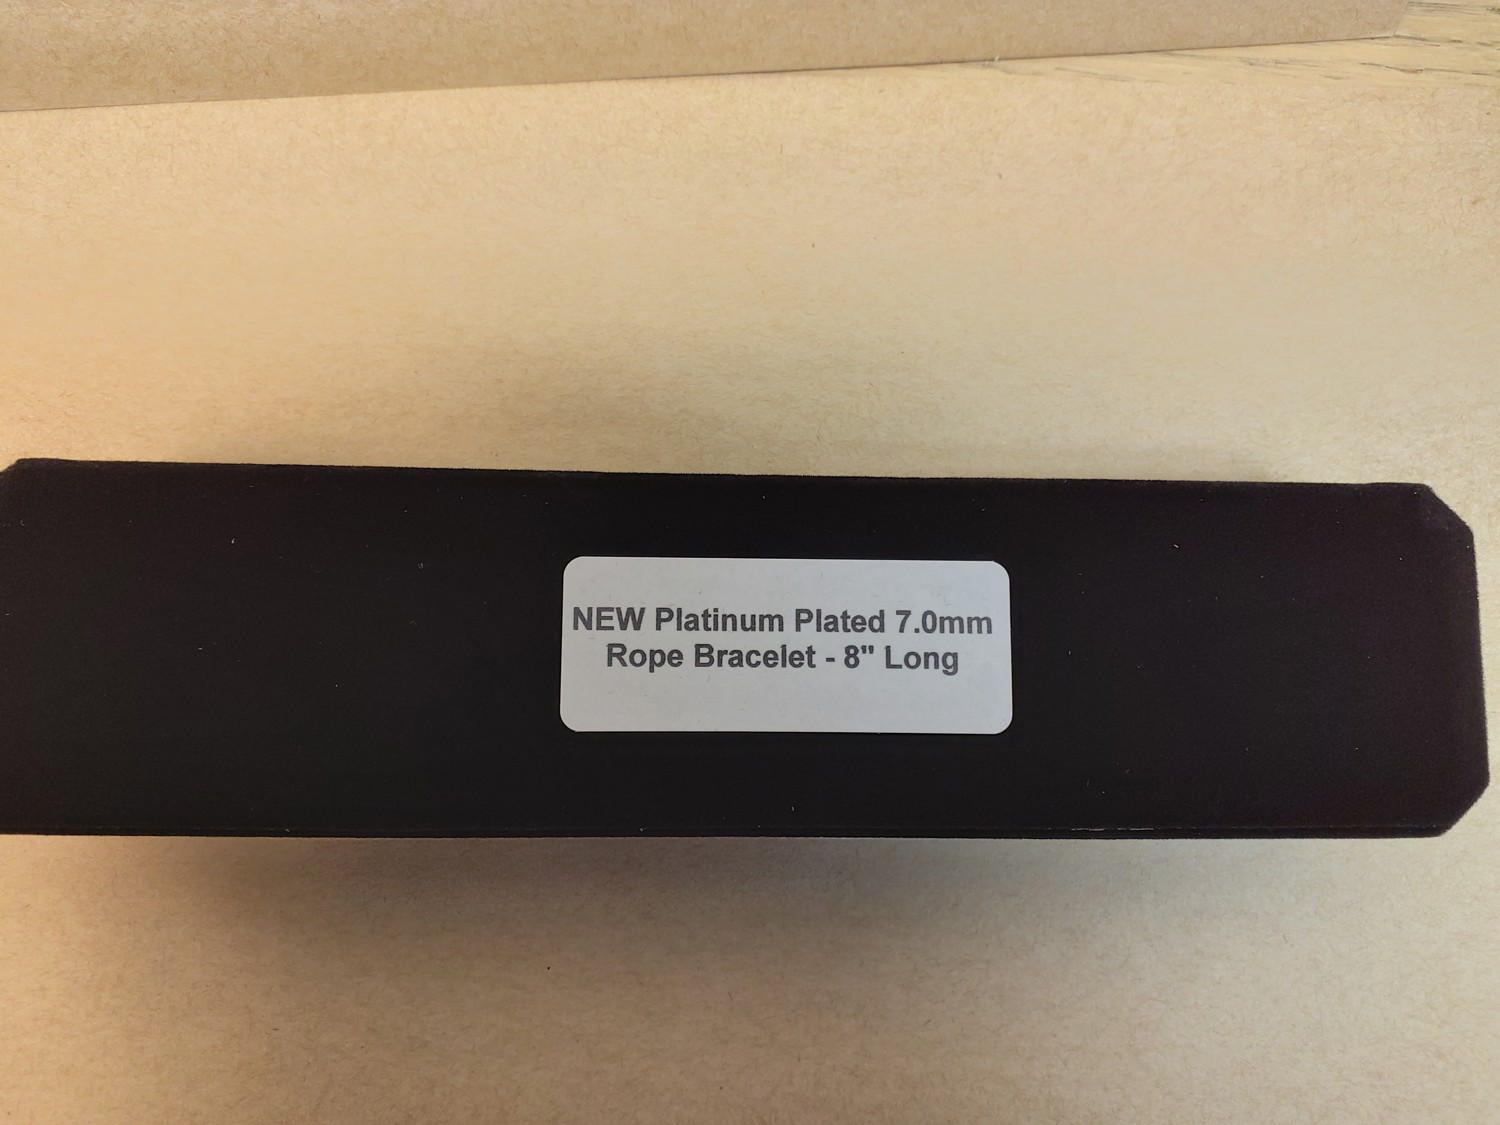 NEW Platinum Plated 7.0mm
Rope Bracelet - 8" Long